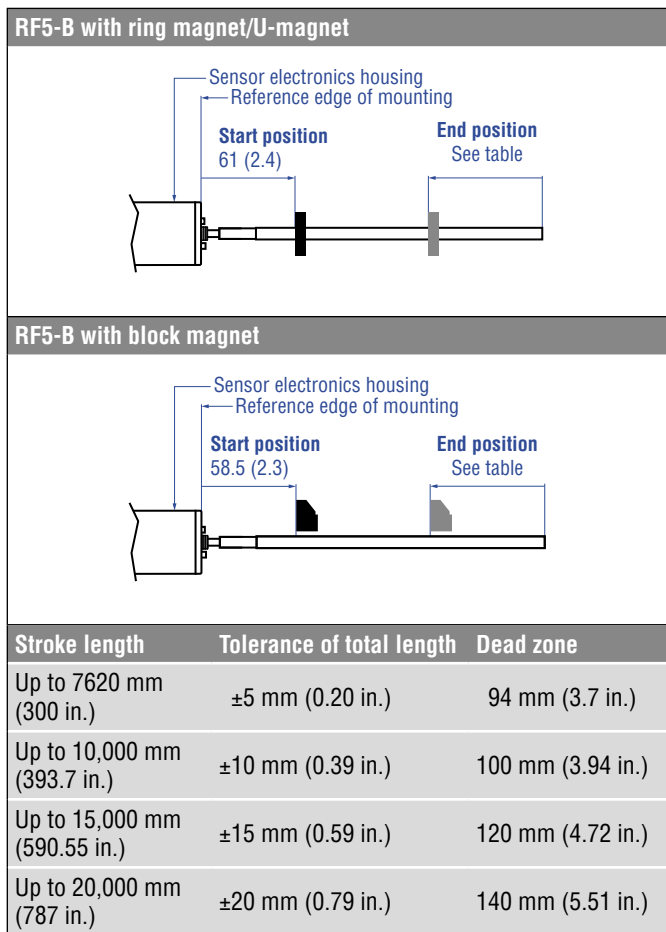 RF5-B with ring magnet/U-magnet
Sensor electronics housing
Reference edge of mounting
Start position
61 (2.4)
End position
See table
RF5-B with block magnet
Sensor electronics housing
Reference edge of mounting
Start position
58.5 (2.3)
End position
See table
Stroke length Tolerance of total length Dead zone
Up to 7620 mm
(300 in.)
±5 mm (0.20 in.) 94 mm (3.7 in.)
Up to 10,000 mm
(393.7 in.)
±10 mm (0.39 in.) 100 mm (3.94 in.)
Up to 15,000 mm
(590.55 in.)
±15 mm (0.59 in.) 120 mm (4.72 in.)
Up to 20,000 mm
(787 in.)
±20 mm (0.79 in.) 140 mm (5.51 in.)